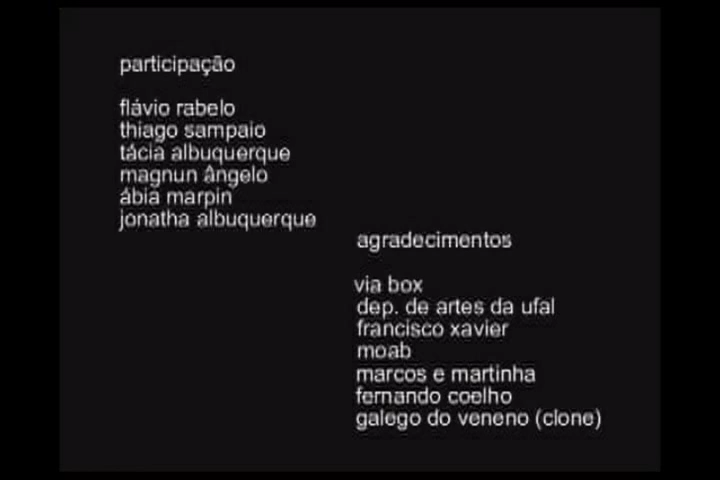 participação
flávio rabelo
thiago sampaio
tácia albuquerque
magnun ângelo
ábia marpin
jonatha albuquerque
agradecimentos
via box
dep. de artes da ufal
francisco xavier
moab
marcos e martinha
fernando coelho
galego do veneno (clone)